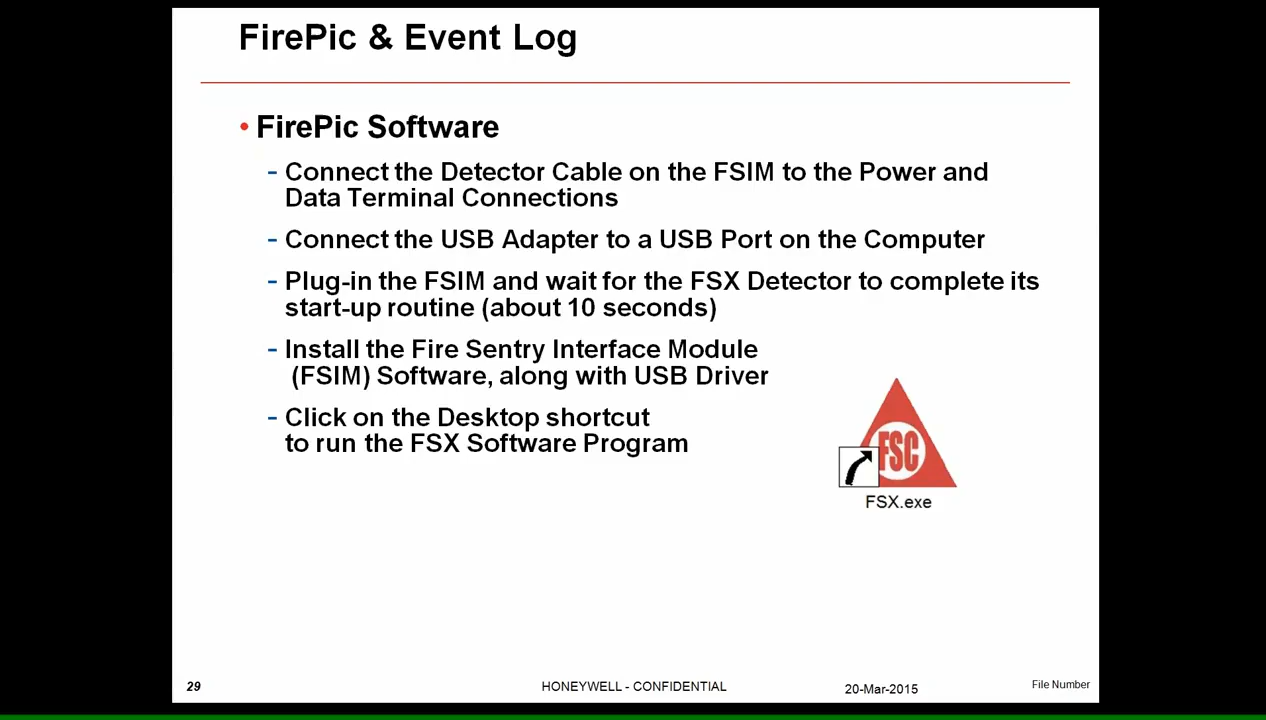 FirePic & Event Log
• FirePic Software
- Connect the Detector Cable on the FSIM to the Power and
Data Terminal Connections
- Connect the USB Adapter to a USB Port on the Computer
- Plug-in the FSIM and wait for the FSX Detector to complete its
start-up routine (about 10 seconds)
- Install the Fire Sentry Interface Module
(FSIM) Software, along with USB Driver
- Click on the Desktop shortcut
to run the FSX Software Program
FSC
FSX.exe
29
HONEYWELL - CONFIDENTIAL
20-Mar-2015
File Number